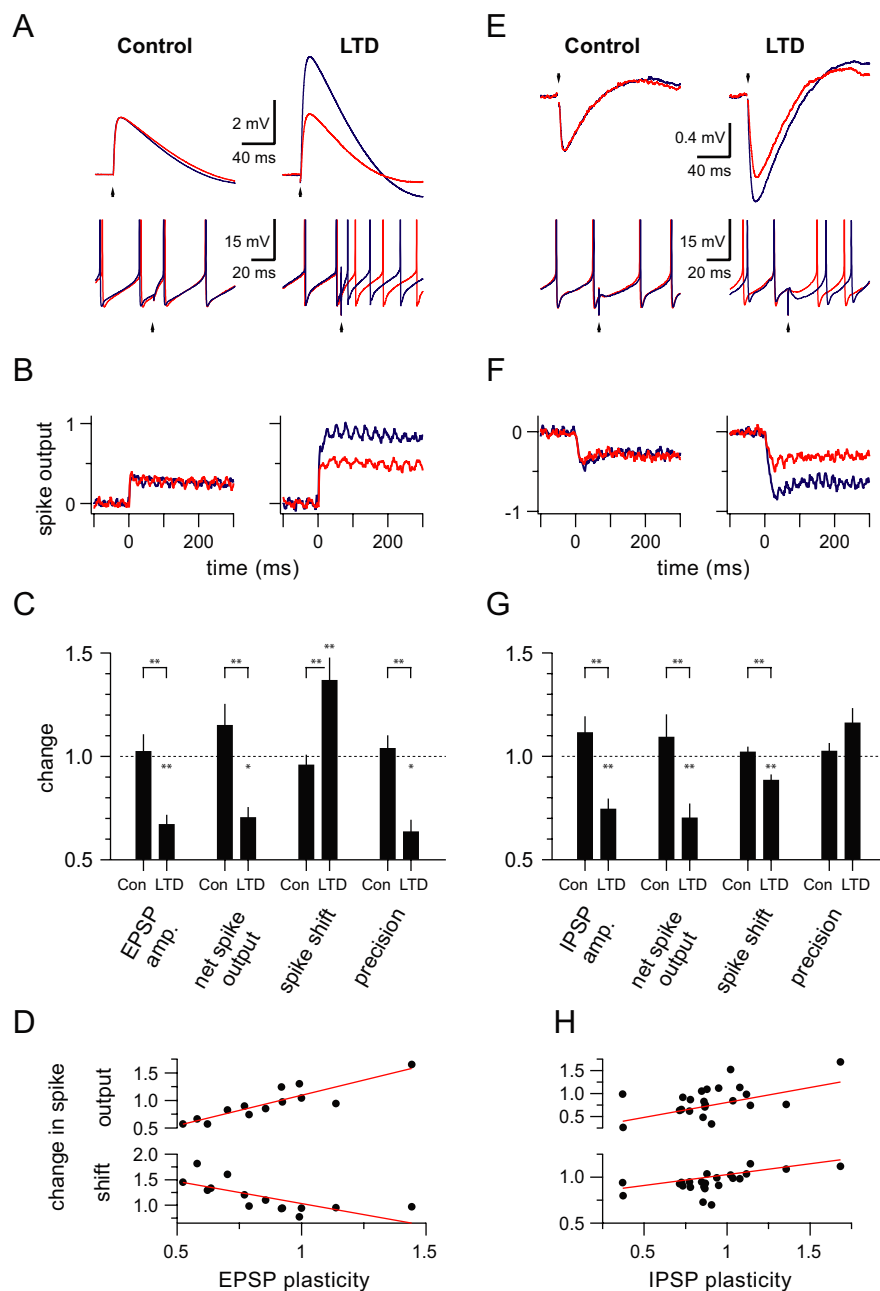 A
Control
LTD
2 mV
40 ms
15 mV
20 ms
E
Control
LTD
0.4 mV
40 ms
15 mV
20 ms
B
spike output
1
0
0
200
0
200
time (ms)
F
0
-1
0
200
0
200
time (ms)
C
change
1.5
1.0
0.5
**
**
**
*
**
**
**
*
Con
LTD
Con
LTD
Con
LTD
Con
LTD
EPSP
amp.
net spike
output
spike shift
precision
G
1.5
1.0
0.5
**
**
**
**
**
**
Con
LTD
Con
LTD
Con
LTD
Con
LTD
IPSP
amp.
net spike
output
spike shift
precision
D
change in spike
output
shift
1.5
1.0
0.5
1.5
1.0
0.5
1
1.5
EPSP plasticity
H
1.5
1.0
0.5
1.0
0.5
0.5
1
1.5
IPSP plasticity